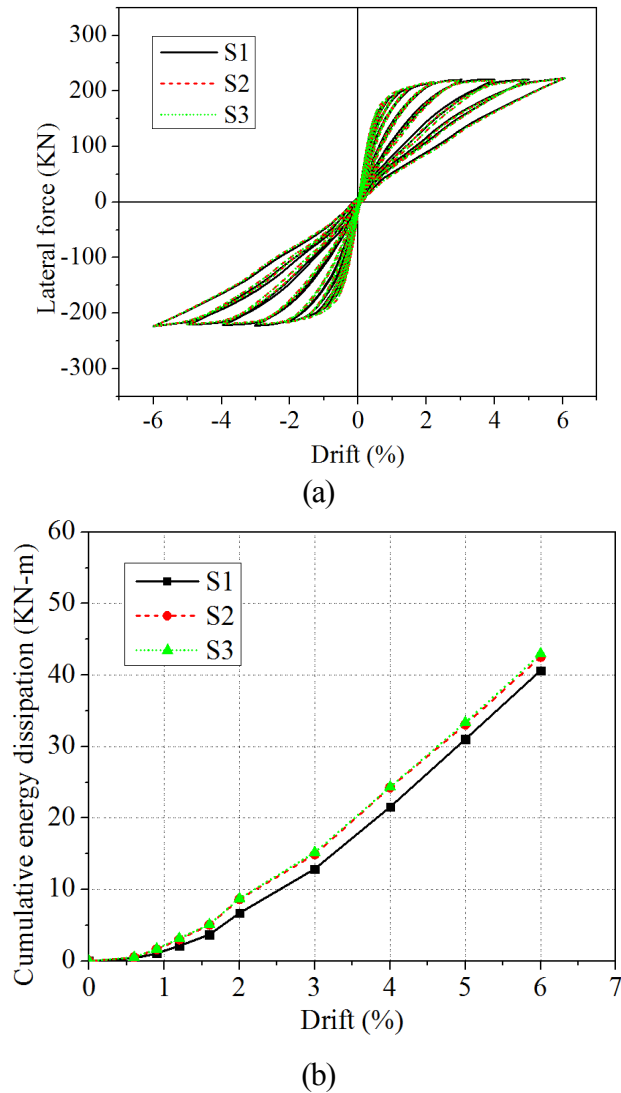 300
200
100
0
-100
-200
-300
Lateral force (KN)
S1
S2
S3
-6 -4 -2 0 2 4 6
Drift (%)
(a)
60
50
40
30
20
10
0
Cumulative energy dissipation (KN-m)
S1
S2
S3
0 1 2 3 4 5 6 7
Drift (%)
(b)